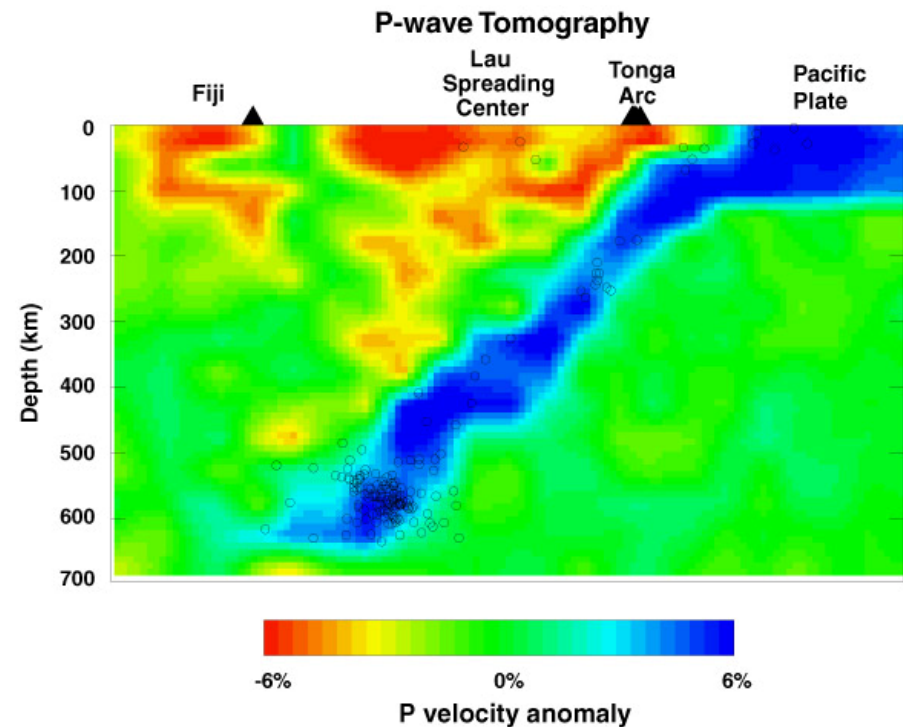 P-wave Tomography
Fiji
Lau
Spreading
Center
Tonga
Arc
Pacific
Plate
0
100
200
300
400
500
600
700
Depth (km)
-6%
0%
6%
P velocity anomaly